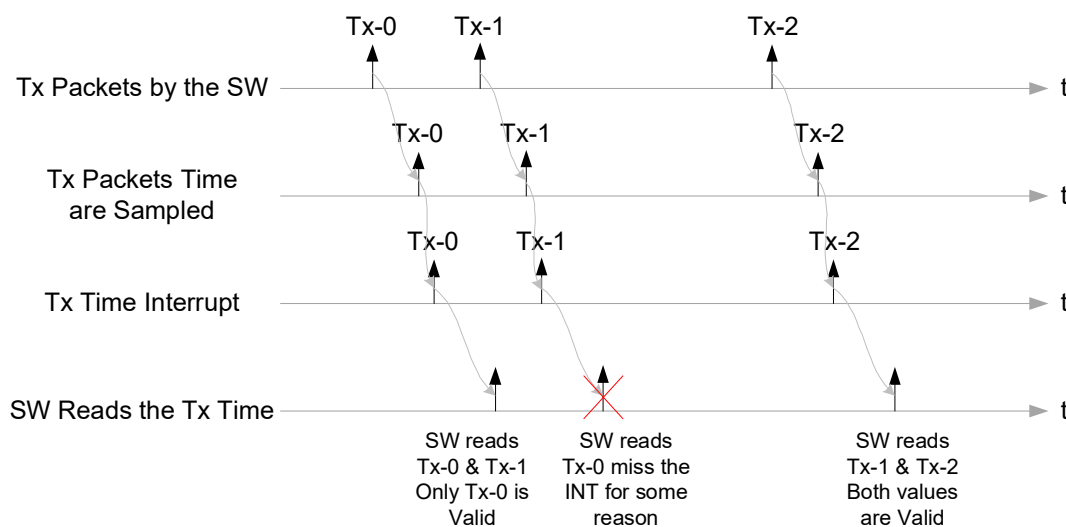 Tx-0
Tx-1
Tx-2
Tx Packets by the SW
t
Tx-0
Tx-1
Tx-2
Tx Packets Time
are Sampled
t
Tx-0
Tx-1
Tx-2
Tx Time Interrupt
t
SW Reads the Tx Time
t
SW reads
Tx-0 & Tx-1
Only Tx-0 is
Valid
SW reads
Tx-0 miss the
INT for some
reason
SW reads
Tx-1 & Tx-2
Both values
are Valid